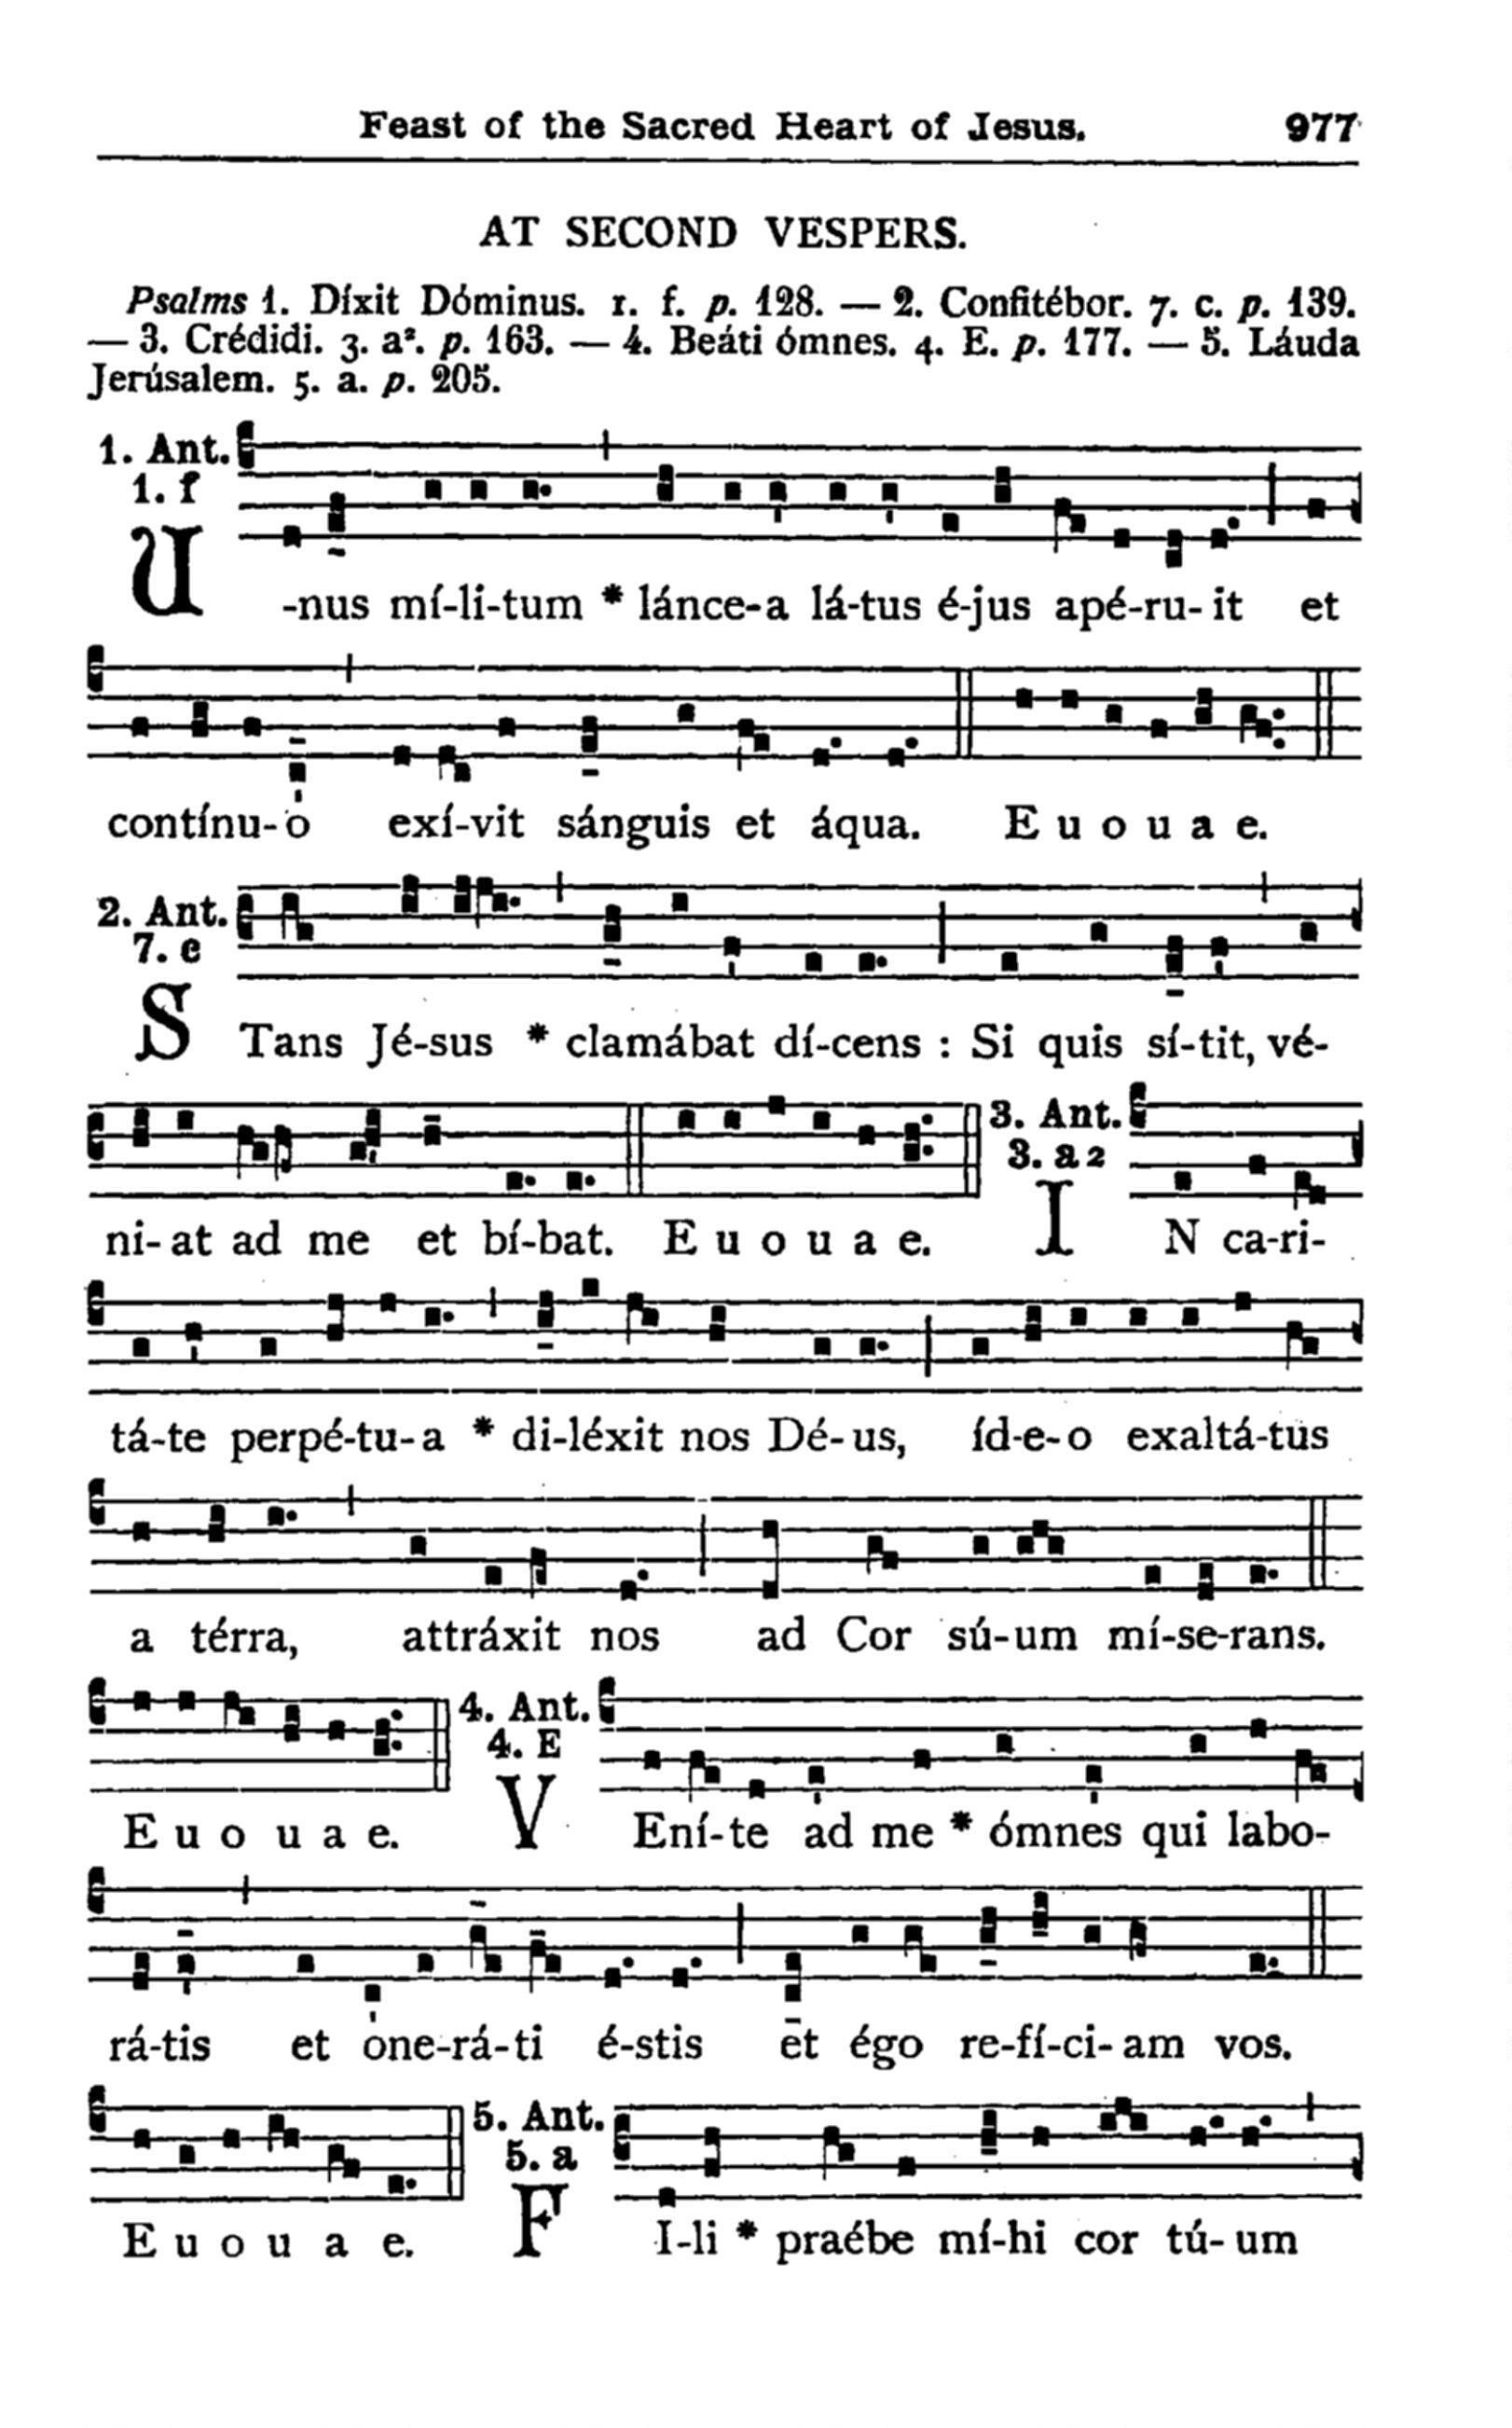 Feast of the Sacred Heart of Jesus. 977
AT SECOND VESPERS.
Psalms 1. Díxit Dóminus. 1. f. p. 128. — 2. Confitébor. 7. c. p. 139.
— 3. Crédidi. 3. a². p. 163. — 4. Beáti ómnes. 4. E. p. 177. — 5. Láuda
Jerúsalem. 5. a. p. 205.
1. Ant.
1. f
U-nus mí-li-tum * lánce-a lá-tus é-jus apé-ru-it et
contínu-o exí-vit sánguis et áqua. E u o u a e.
2. Ant.
7. c
STans Jé-sus * clamábat dí-cens : Si quis sí-tit, vé-
ni-at ad me et bí-bat. E u o u a e.
3. Ant.
3. a 2
IN ca-ri-
tá-te perpé-tu-a * di-léxit nos Dé-us, íd-e-o exaltá-tus
a térra, attráxit nos ad Cor sú-um mí-se-rans.
E u o u a e.
4. Ant.
4. E
VEní-te ad me * ómnes qui labo-
rá-tis et one-rá-ti é-stis et égo re-fí-ci-am vos.
E u o u a e.
5. Ant.
5. a
FI-li * praébe mí-hi cor tú-um